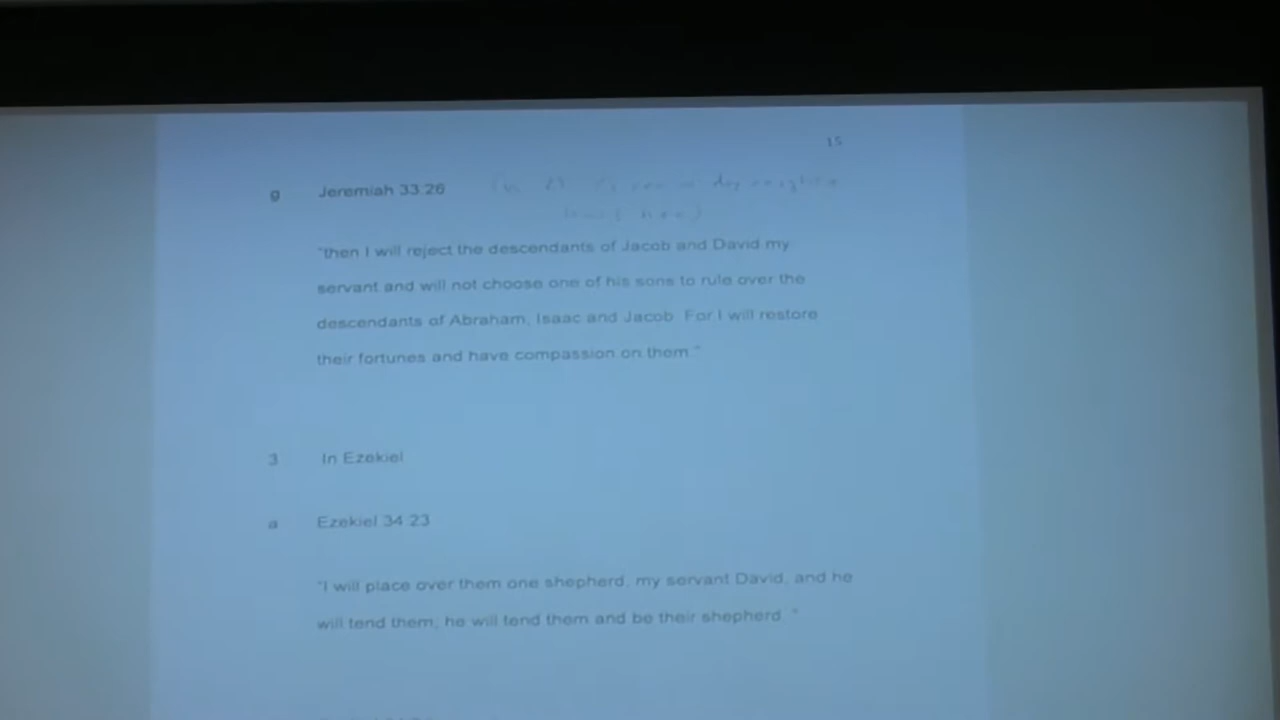 15
g Jeremiah 33:26
"then I will reject the descendants of Jacob and David my
servant and will not choose one of his sons to rule over the
descendants of Abraham, Isaac and Jacob. For I will restore
their fortunes and have compassion on them."
3 In Ezekiel
a Ezekiel 34:23
"I will place over them one shepherd, my servant David, and he
will tend them; he will tend them and be their shepherd."